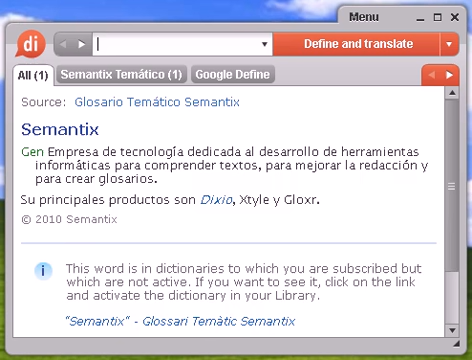 Menu
di
Define and translate
All (1) Semantix Temático (1) Google Define
Source: Glosario Temático Semantix
Semantix
Gen Empresa de tecnología dedicada al desarrollo de herramientas
informáticas para comprender textos, para mejorar la redacción y
para crear glosarios.
Su principales producto son Dixio, Xtyle y Gloxr.
© 2010 Semantix
i
This word is in dictionaries to which you are subscribed but
which are not active. If you want to see it, click on the link
and activate the dictionary in your Library.
"Semantix" - Glossari Temàtic Semantix